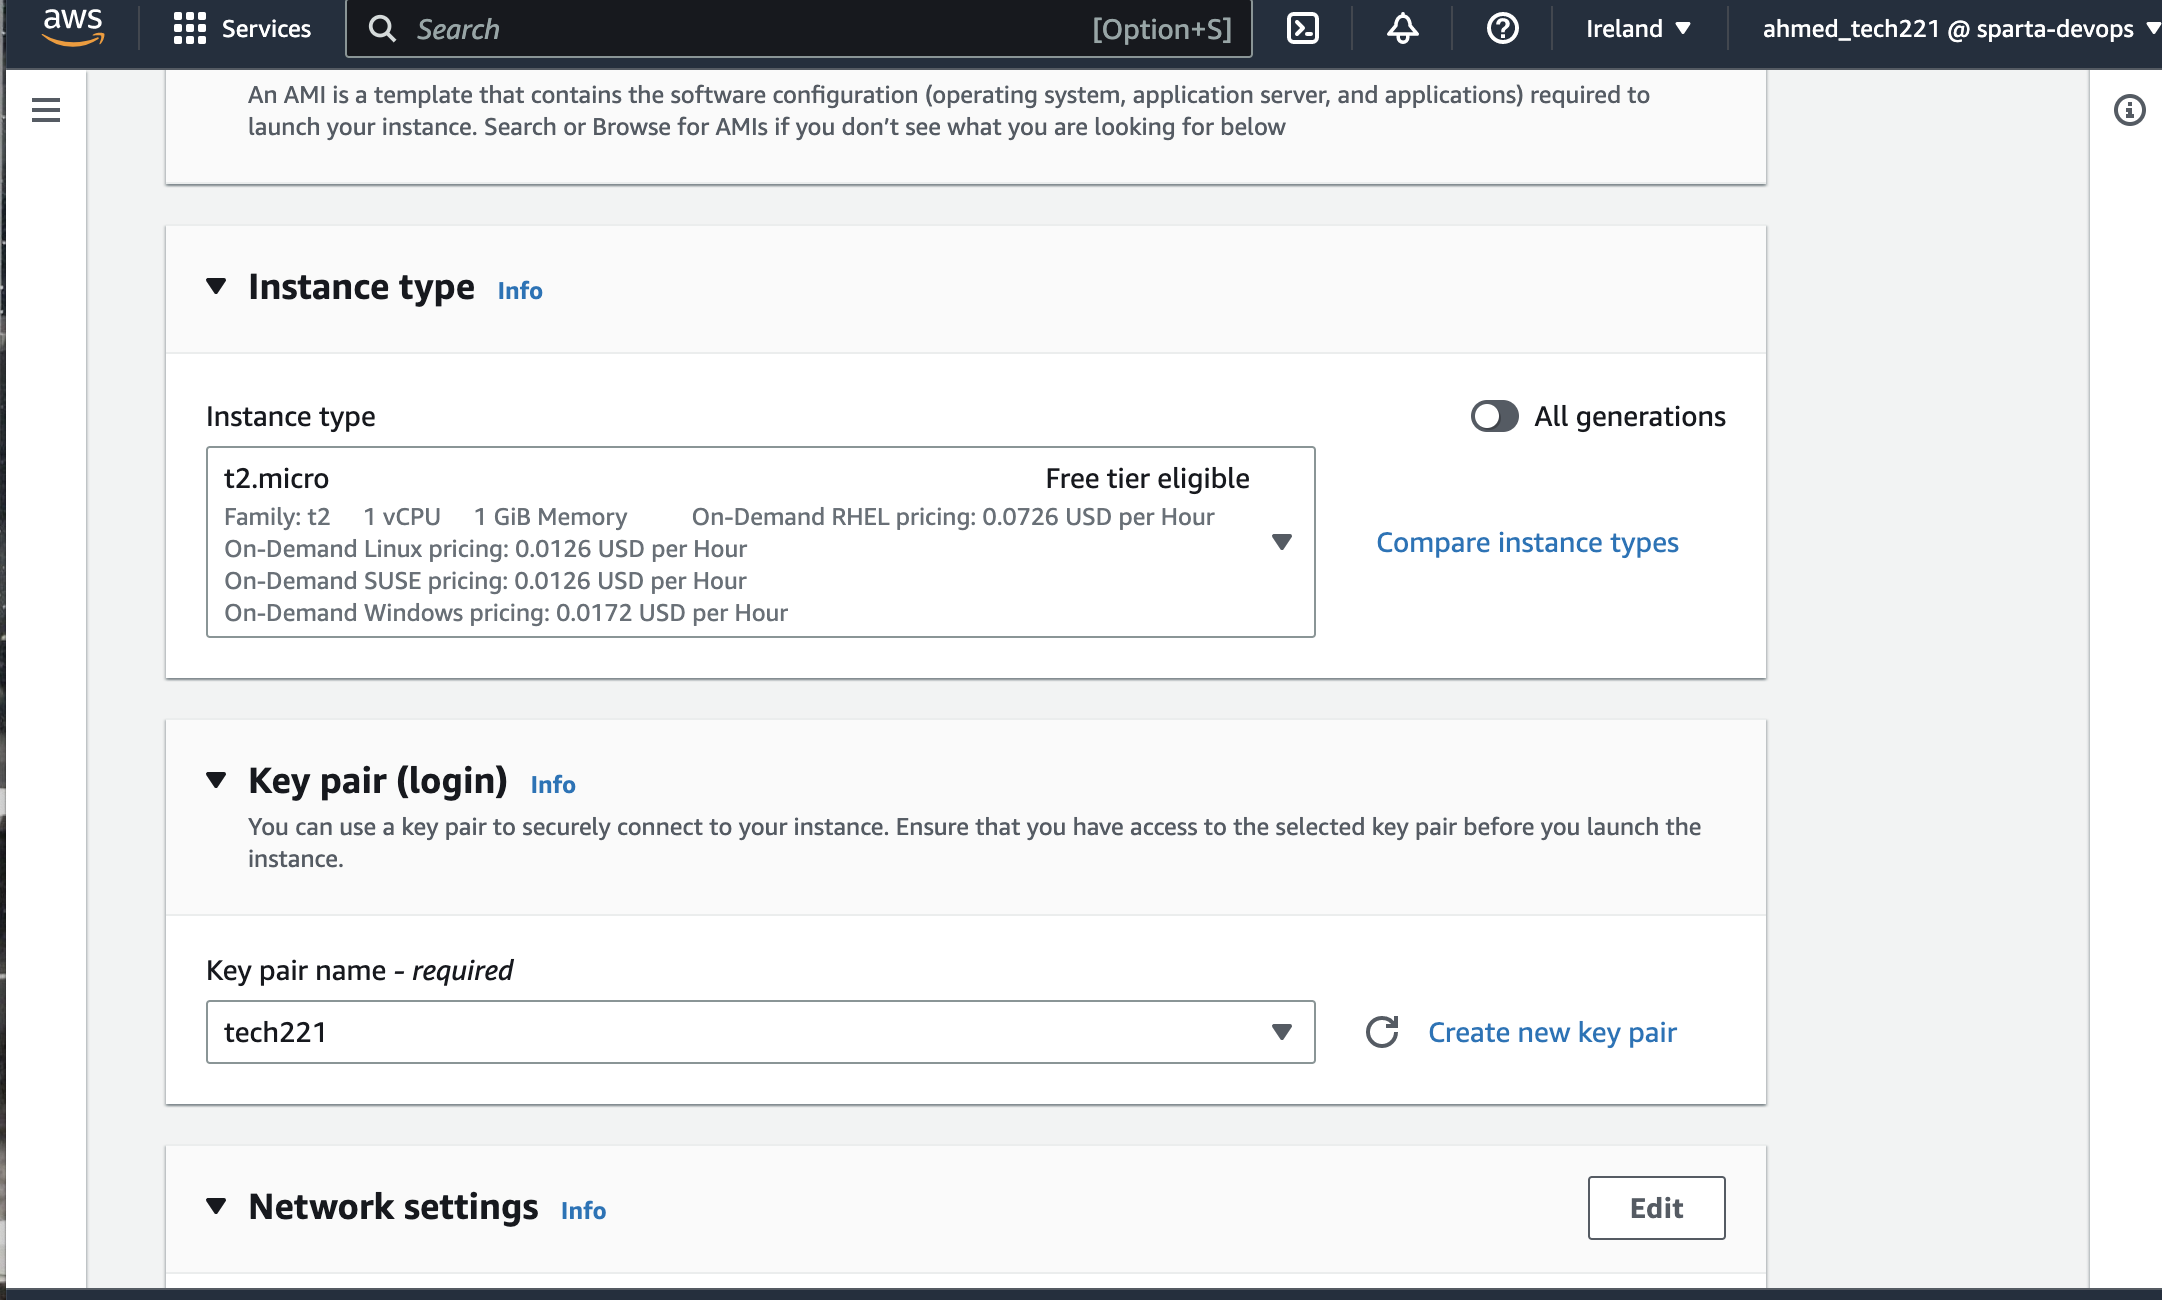 aws
Services
Search [Option+S]
Ireland
ahmed_tech221 @ sparta-devops
An AMI is a template that contains the software configuration (operating system, application server, and applications) required to
launch your instance. Search or Browse for AMIs if you don’t see what you are looking for below
Instance type Info
Instance type
All generations
t2.micro Free tier eligible
Family: t2 1 vCPU 1 GiB Memory On-Demand RHEL pricing: 0.0726 USD per Hour
On-Demand Linux pricing: 0.0126 USD per Hour
On-Demand SUSE pricing: 0.0126 USD per Hour
On-Demand Windows pricing: 0.0172 USD per Hour
Compare instance types
Key pair (login) Info
You can use a key pair to securely connect to your instance. Ensure that you have access to the selected key pair before you launch the
instance.
Key pair name - required
tech221
Create new key pair
Network settings Info
Edit